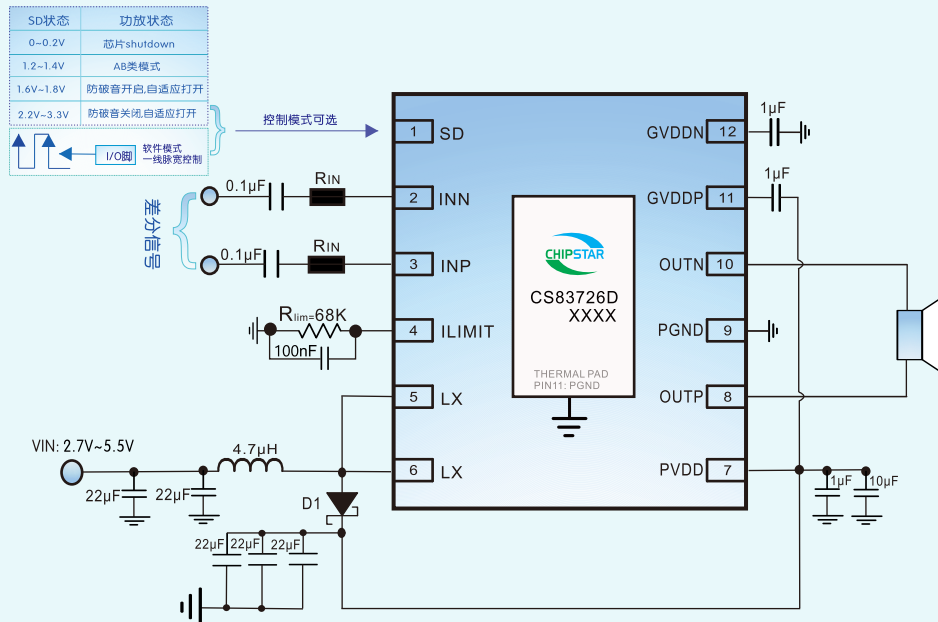 SD状态 功放状态
0~0.2V 芯片shutdown
1.2~1.4V AB类模式
1.6V~1.8V 防破音开启,自适应打开
2.2V~3.3V 防破音关闭,自适应打开
I/O脚 软件模式
一线脉宽控制
控制模式可选
差分信号
0.1μF RIN
0.1μF RIN
Rlim=68K
100nF
VIN: 2.7V~5.5V
4.7μH
22μF 22μF
D1
22μF 22μF 22μF
1 SD
2 INN
3 INP
4 ILIMIT
5 LX
6 LX
CHIPSTAR
CS83726D
XXXX
THERMAL PAD
PIN11: PGND
GVDDN 12
GVDDP 11
OUTN 10
PGND 9
OUTP 8
PVDD 7
1μF
1μF
1μF 10μF